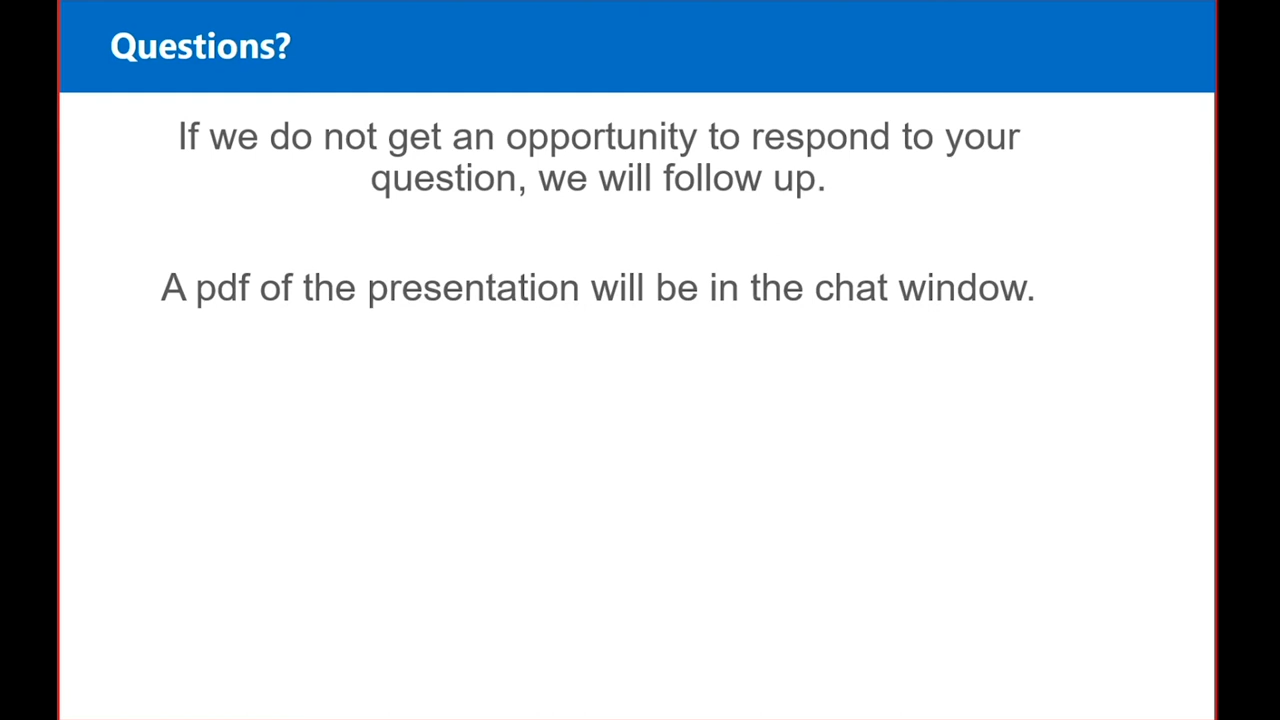 Questions?
If we do not get an opportunity to respond to your
question, we will follow up.
A pdf of the presentation will be in the chat window.